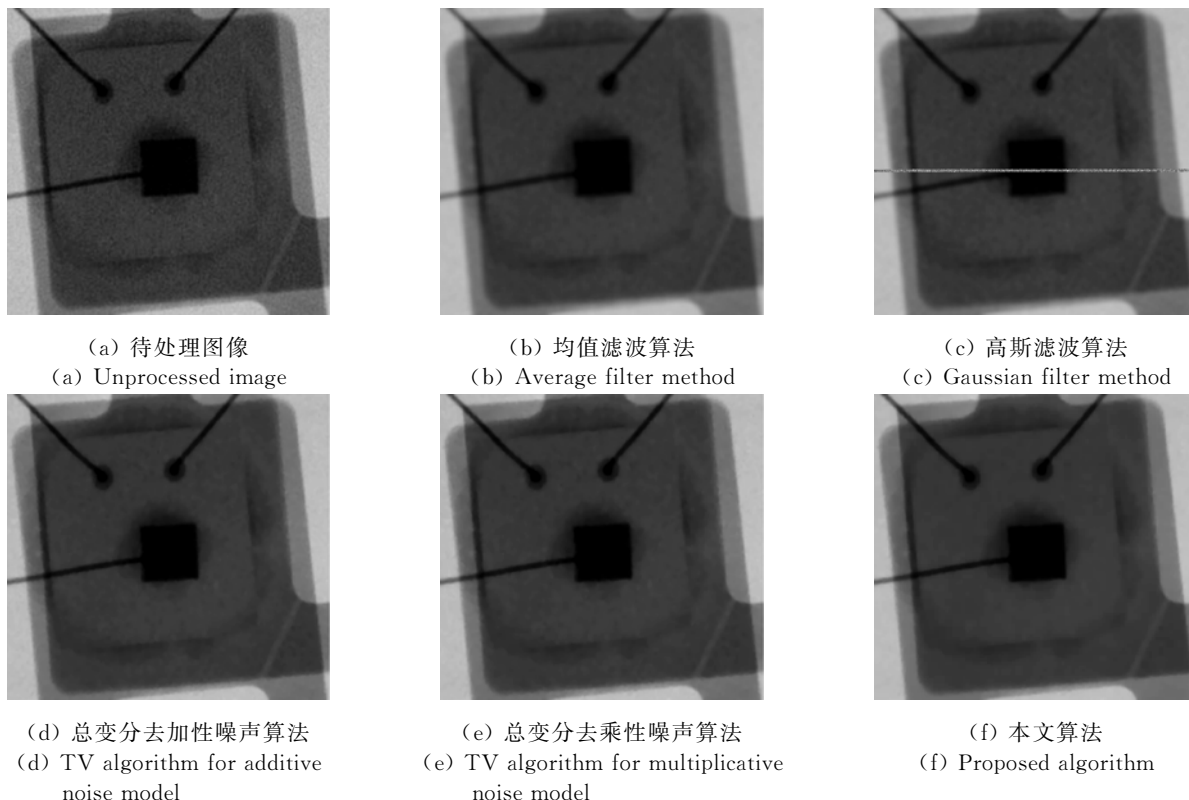 (a) 待处理图像
(a) Unprocessed image
(b) 均值滤波算法
(b) Average filter method
(c) 高斯滤波算法
(c) Gaussian filter method
(d) 总变分去加性噪声算法
(d) TV algorithm for additive
noise model
(e) 总变分去乘性噪声算法
(e) TV algorithm for multiplicative
noise model
(f) 本文算法
(f) Proposed algorithm